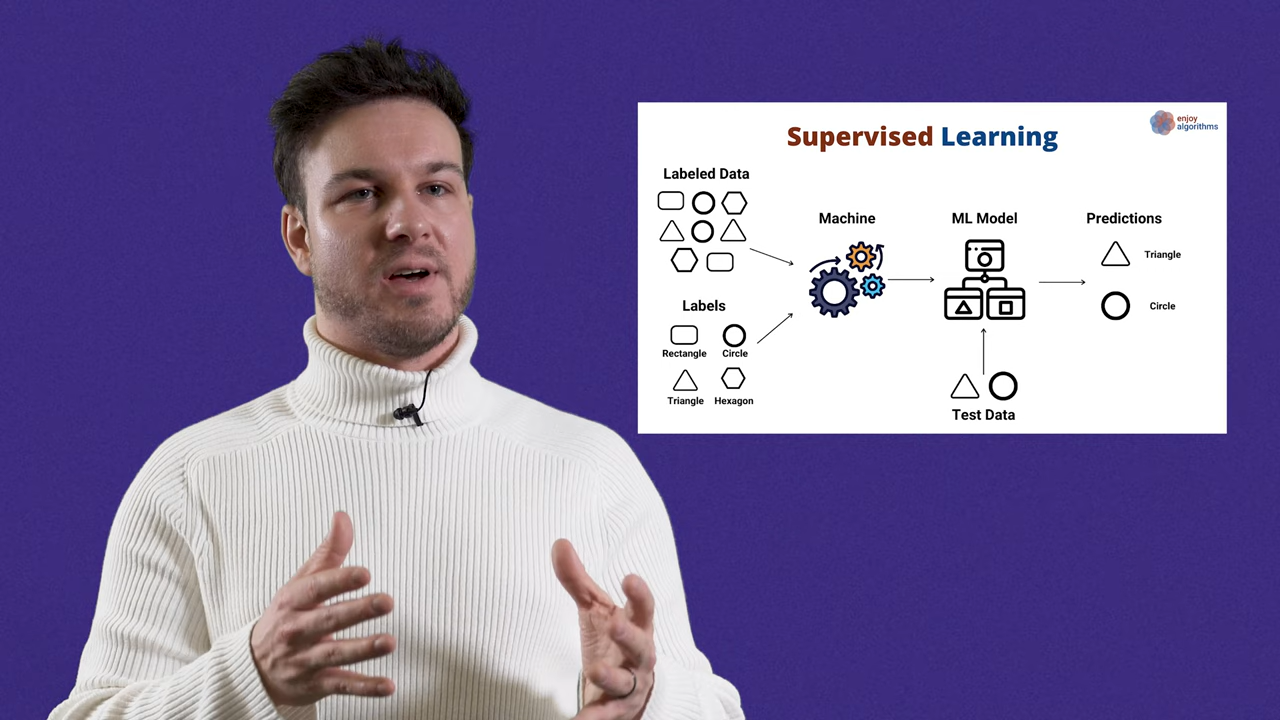 enjoy
algorithms
Supervised Learning
Labeled Data
Machine
ML Model
Predictions
Triangle
Labels
Circle
Rectangle Circle
Triangle Hexagon
Test Data